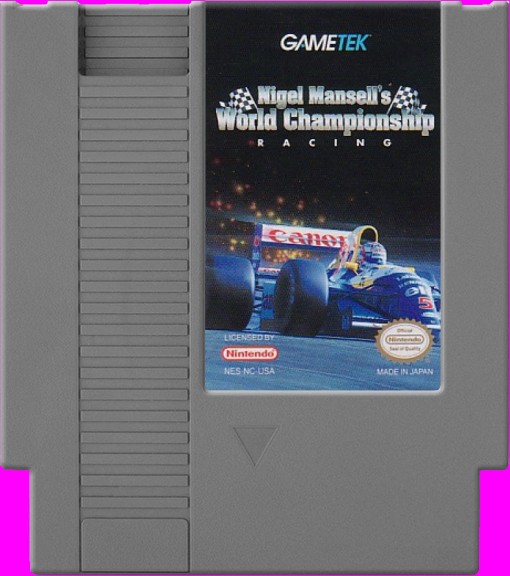 GAMETEK
Nigel Mansell's
World Championship
RACING
Canon
5
LICENSED BY
Nintendo
NES-NC-USA
Official
Nintendo
Seal of Quality
MADE IN JAPAN